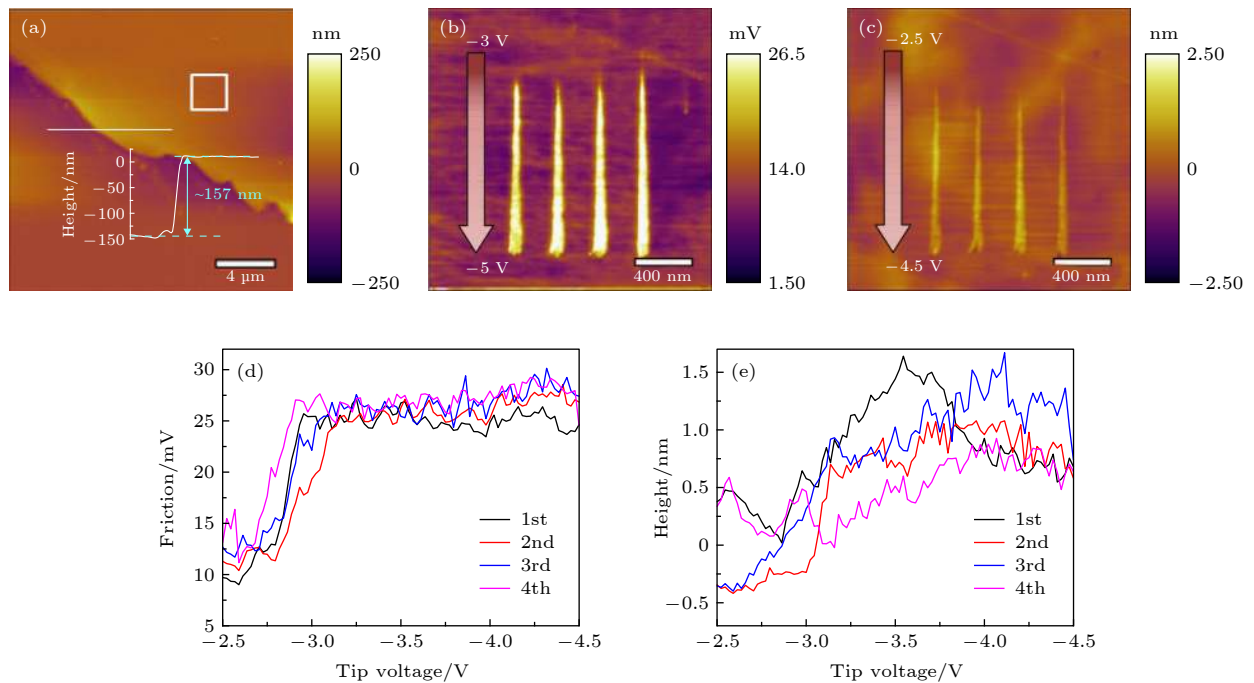 (a)
nm
250
0
−250
Height/nm
0
−50
−100
−150
~157 nm
4 µm
(b)
−3 V
−5 V
400 nm
mV
26.5
14.0
1.50
(c)
−2.5 V
−4.5 V
400 nm
nm
2.50
0
−2.50
(d)
Friction/mV
30
25
20
15
10
5
1st
2nd
3rd
4th
−2.5 −3.0 −3.5 −4.0 −4.5
Tip voltage/V
(e)
Height/nm
1.5
1.0
0.5
0
−0.5
1st
2nd
3rd
4th
−2.5 −3.0 −3.5 −4.0 −4.5
Tip voltage/V